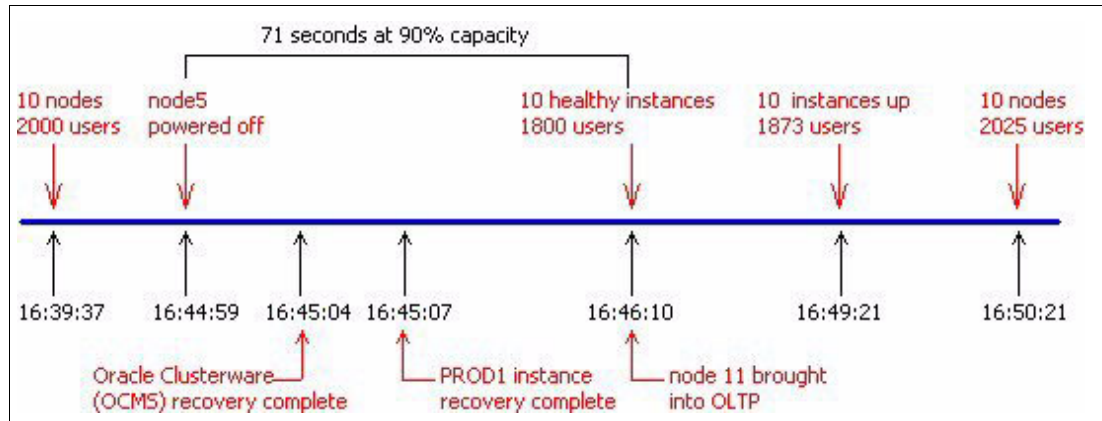 71 seconds at 90% capacity
10 nodes
2000 users
node5
powered off
10 healthy instances
1800 users
10 instances up
1873 users
10 nodes
2025 users
16:39:37
16:44:59
16:45:04
16:45:07
16:46:10
16:49:21
16:50:21
Oracle Clusterware
(OCMS) recovery complete
PROD1 instance
recovery complete
node 11 brought
into OLTP